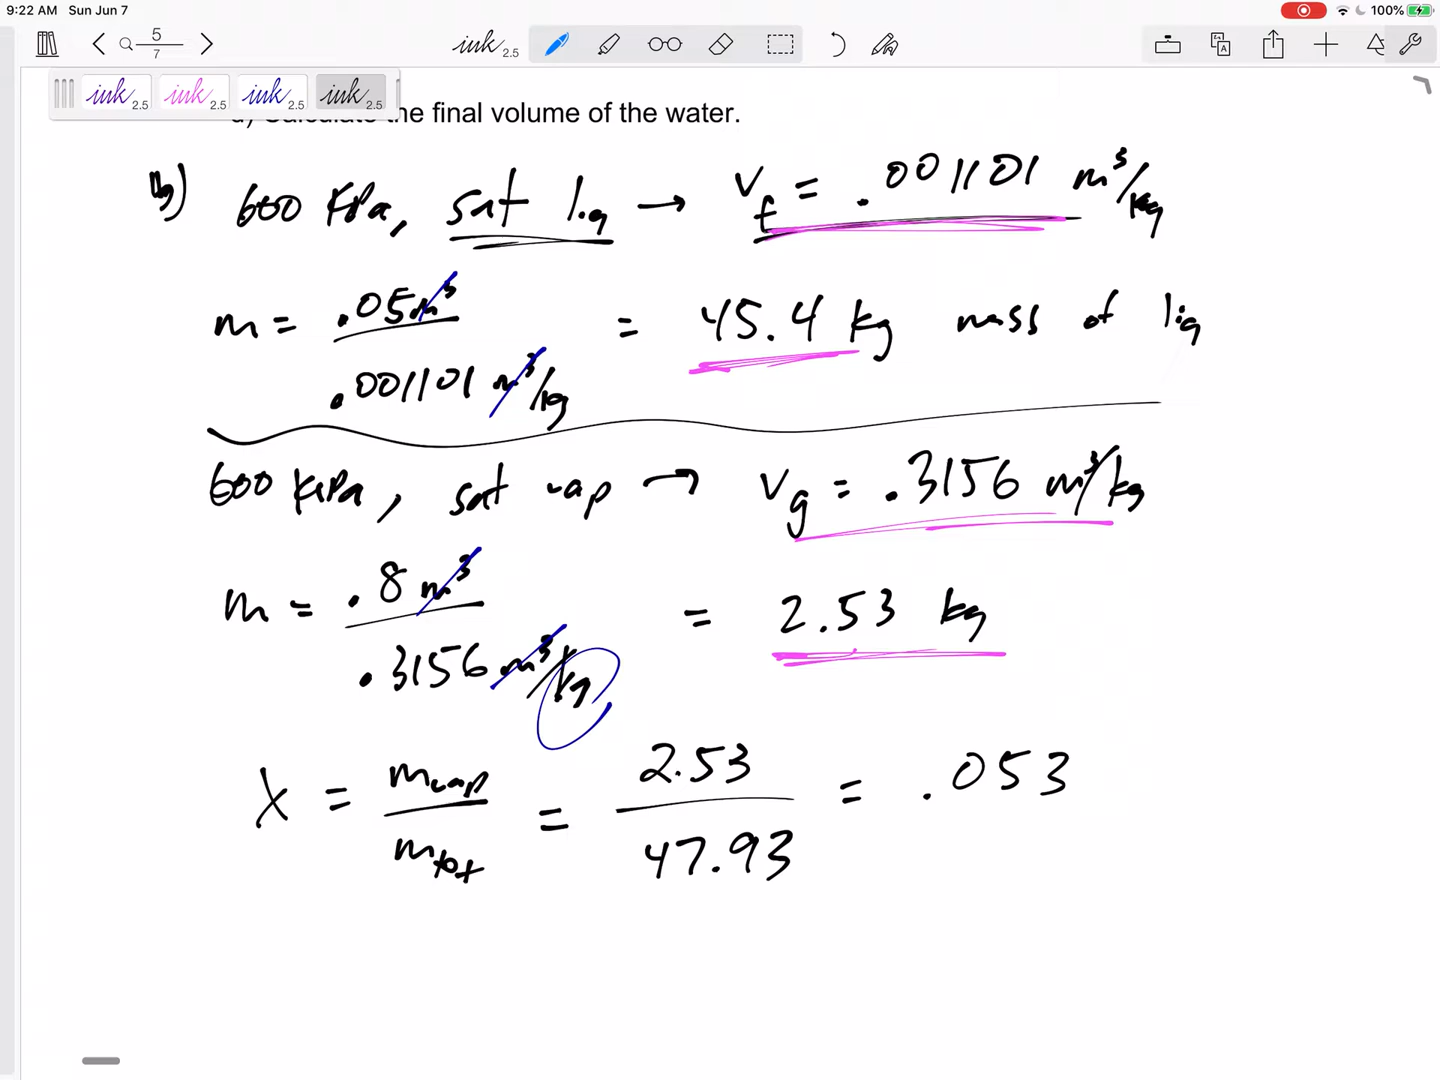 9:22 AM Sun Jun 7
100%
5
7
ink 2.5
ink 2.5 ink 2.5 ink 2.5 ink 2.5
d) Calculate the final volume of the water.
b) 600 kPa, sat liq → vf = .001101 m³/kg
m = .05 m³ / .001101 m³/kg = 45.4 kg mass of liq
600 kPa, sat vap → vg = .3156 m³/kg
m = .8 m³ / .3156 m³/kg = 2.53 kg
X = mvap / mtot = 2.53 / 47.93 = .053